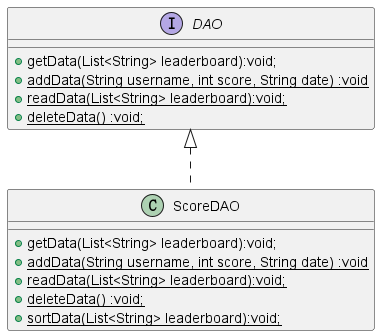 I DAO
getData(List<String> leaderboard):void;
addData(String username, int score, String date) :void
readData(List<String> leaderboard):void;
deleteData() :void;
C ScoreDAO
getData(List<String> leaderboard):void;
addData(String username, int score, String date) :void
readData(List<String> leaderboard):void;
deleteData() :void;
sortData(List<String> leaderboard):void;